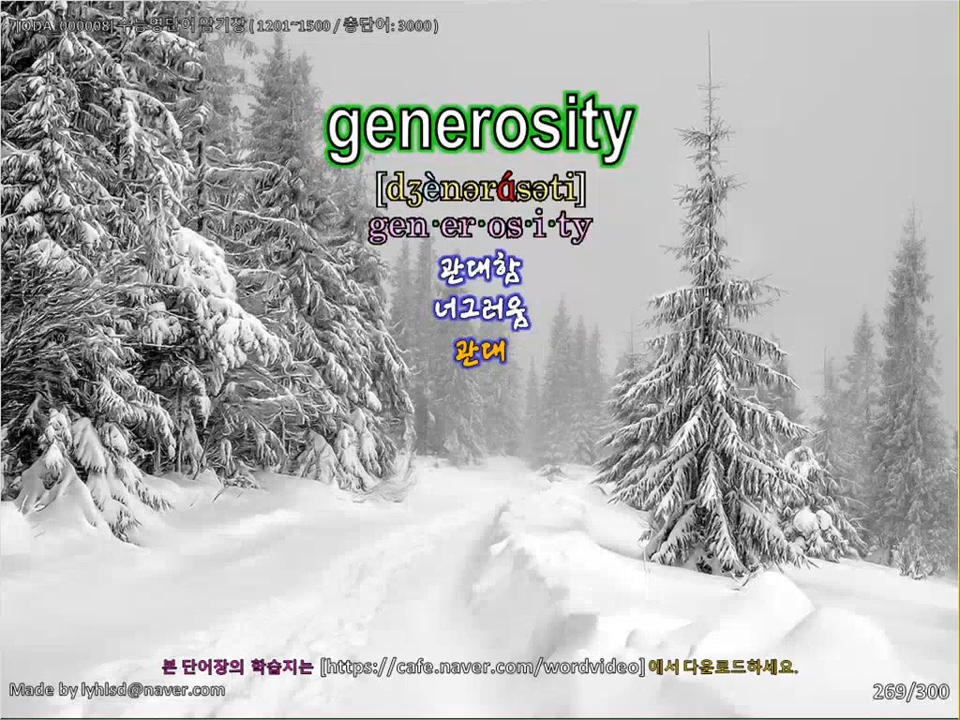 [ODA_000008] 수능영단어 암기장 ( 1201~1500 / 총단어: 3000 )
generosity
[dʒènərάsəti]
gen·er·os·i·ty
관대함
너그러움
관대
본 단어장의 학습지는 [https://cafe.naver.com/wordvideo]에서 다운로드하세요.
Made by lyhlsd@naver.com
269/300